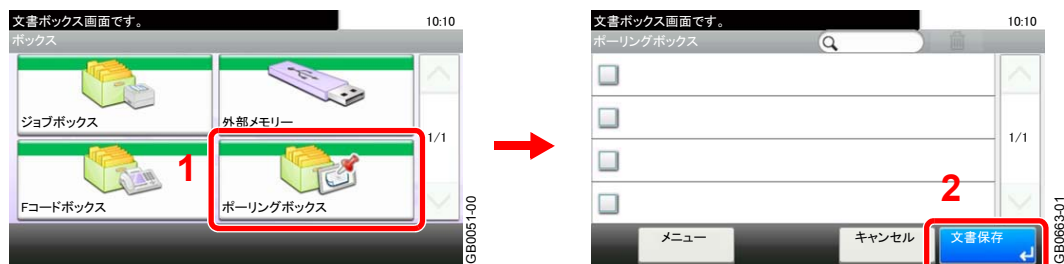 文書ボックス画面です。 10:10
ボックス
ジョブボックス 外部メモリー
1/1
1
Fコードボックス ポーリングボックス
GB0051-00
文書ボックス画面です。 10:10
ポーリングボックス
1/1
2
メニュー キャンセル 文書保存
GB0663-01